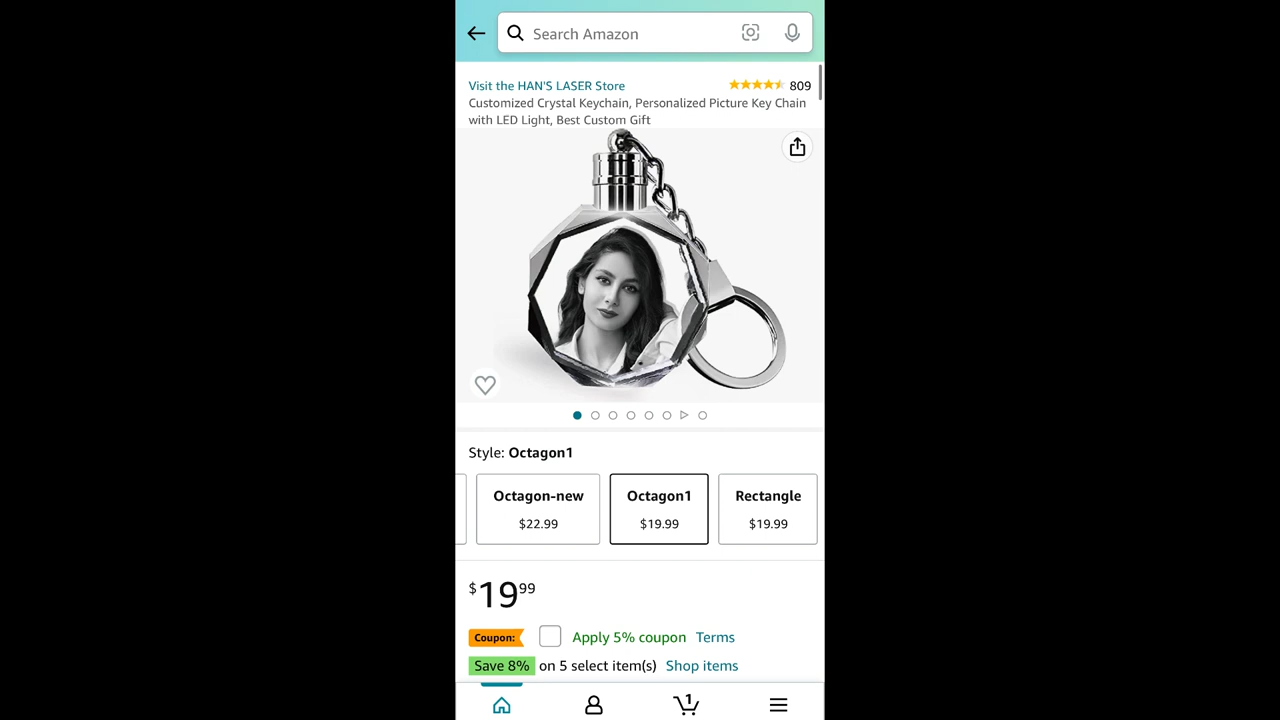 Search Amazon
Visit the HAN'S LASER Store 809
Customized Crystal Keychain, Personalized Picture Key Chain
with LED Light, Best Custom Gift
Style: Octagon1
Octagon-new Octagon1 Rectangle
$22.99 $19.99 $19.99
$19.99
Coupon: Apply 5% coupon Terms
Save 8% on 5 select item(s) Shop items
1